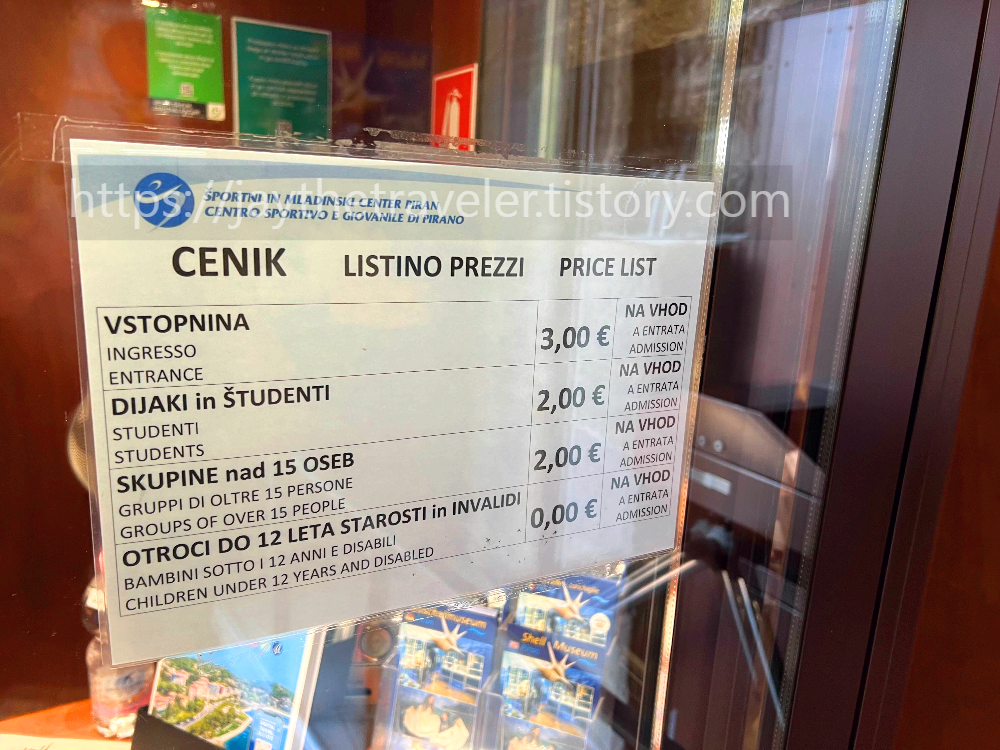 https://joythetraveler.tistory.com
ŠPORTNI IN MLADINSKI CENTER PIRAN
CENTRO SPORTIVO E GIOVANILE DI PIRANO
CENIK LISTINO PREZZI PRICE LIST
VSTOPNINA
INGRESSO
ENTRANCE
3,00 €
NA VHOD
A ENTRATA
ADMISSION
DIJAKI in ŠTUDENTI
STUDENTI
STUDENTS
2,00 €
NA VHOD
A ENTRATA
ADMISSION
SKUPINE nad 15 OSEB
GRUPPI DI OLTRE 15 PERSONE
GROUPS OF OVER 15 PEOPLE
2,00 €
NA VHOD
A ENTRATA
ADMISSION
OTROCI DO 12 LETA STAROSTI in INVALIDI
BAMBINI SOTTO I 12 ANNI E DISABILI
CHILDREN UNDER 12 YEARS AND DISABLED
0,00 €
NA VHOD
A ENTRATA
ADMISSION
Shell Museum